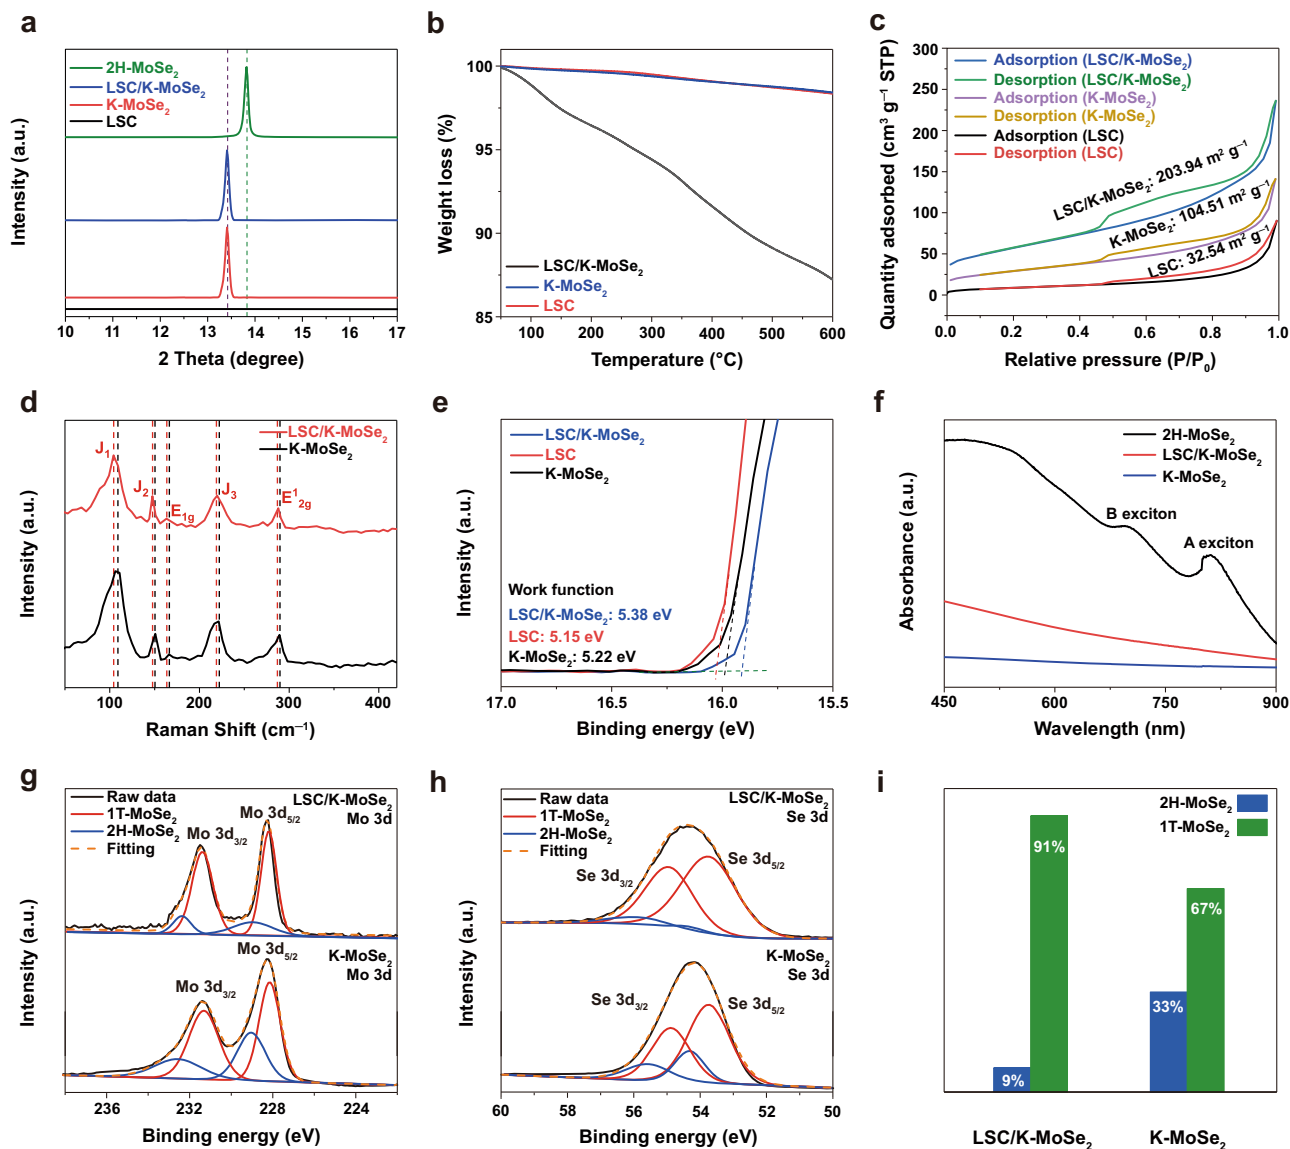 a
2H-MoSe₂
LSC/K-MoSe₂
K-MoSe₂
LSC
Intensity (a.u.)
10 11 12 13 14 15 16 17
2 Theta (degree)
b
100
95
90
85
Weight loss (%)
LSC/K-MoSe₂
K-MoSe₂
LSC
100 200 300 400 500 600
Temperature (°C)
c
300
250
200
150
100
50
0
Quantity adsorbed (cm³ g⁻¹ STP)
Adsorption (LSC/K-MoSe₂)
Desorption (LSC/K-MoSe₂)
Adsorption (K-MoSe₂)
Desorption (K-MoSe₂)
Adsorption (LSC)
Desorption (LSC)
LSC/K-MoSe₂: 203.94 m² g⁻¹
K-MoSe₂: 104.51 m² g⁻¹
LSC: 32.54 m² g⁻¹
0.0 0.2 0.4 0.6 0.8 1.0
Relative pressure (P/P₀)
d
LSC/K-MoSe₂
K-MoSe₂
J₁
J₂
E₁g
J₃
E¹₂g
Intensity (a.u.)
100 200 300 400
Raman Shift (cm⁻¹)
e
LSC/K-MoSe₂
LSC
K-MoSe₂
Intensity (a.u.)
Work function
LSC/K-MoSe₂: 5.38 eV
LSC: 5.15 eV
K-MoSe₂: 5.22 eV
17.0 16.5 16.0 15.5
Binding energy (eV)
f
2H-MoSe₂
LSC/K-MoSe₂
K-MoSe₂
B exciton
A exciton
Absorbance (a.u.)
450 600 750 900
Wavelength (nm)
g
Raw data
1T-MoSe₂
2H-MoSe₂
Fitting
LSC/K-MoSe₂
Mo 3d
Mo 3d₃/₂
Mo 3d₅/₂
K-MoSe₂
Mo 3d
Mo 3d₃/₂
Mo 3d₅/₂
Intensity (a.u.)
236 232 228 224
Binding energy (eV)
h
Raw data
1T-MoSe₂
2H-MoSe₂
Fitting
LSC/K-MoSe₂
Se 3d
Se 3d₃/₂
Se 3d₅/₂
K-MoSe₂
Se 3d
Se 3d₃/₂
Se 3d₅/₂
Intensity (a.u.)
60 58 56 54 52 50
Binding energy (eV)
i
2H-MoSe₂
1T-MoSe₂
91%
67%
33%
9%
LSC/K-MoSe₂ K-MoSe₂